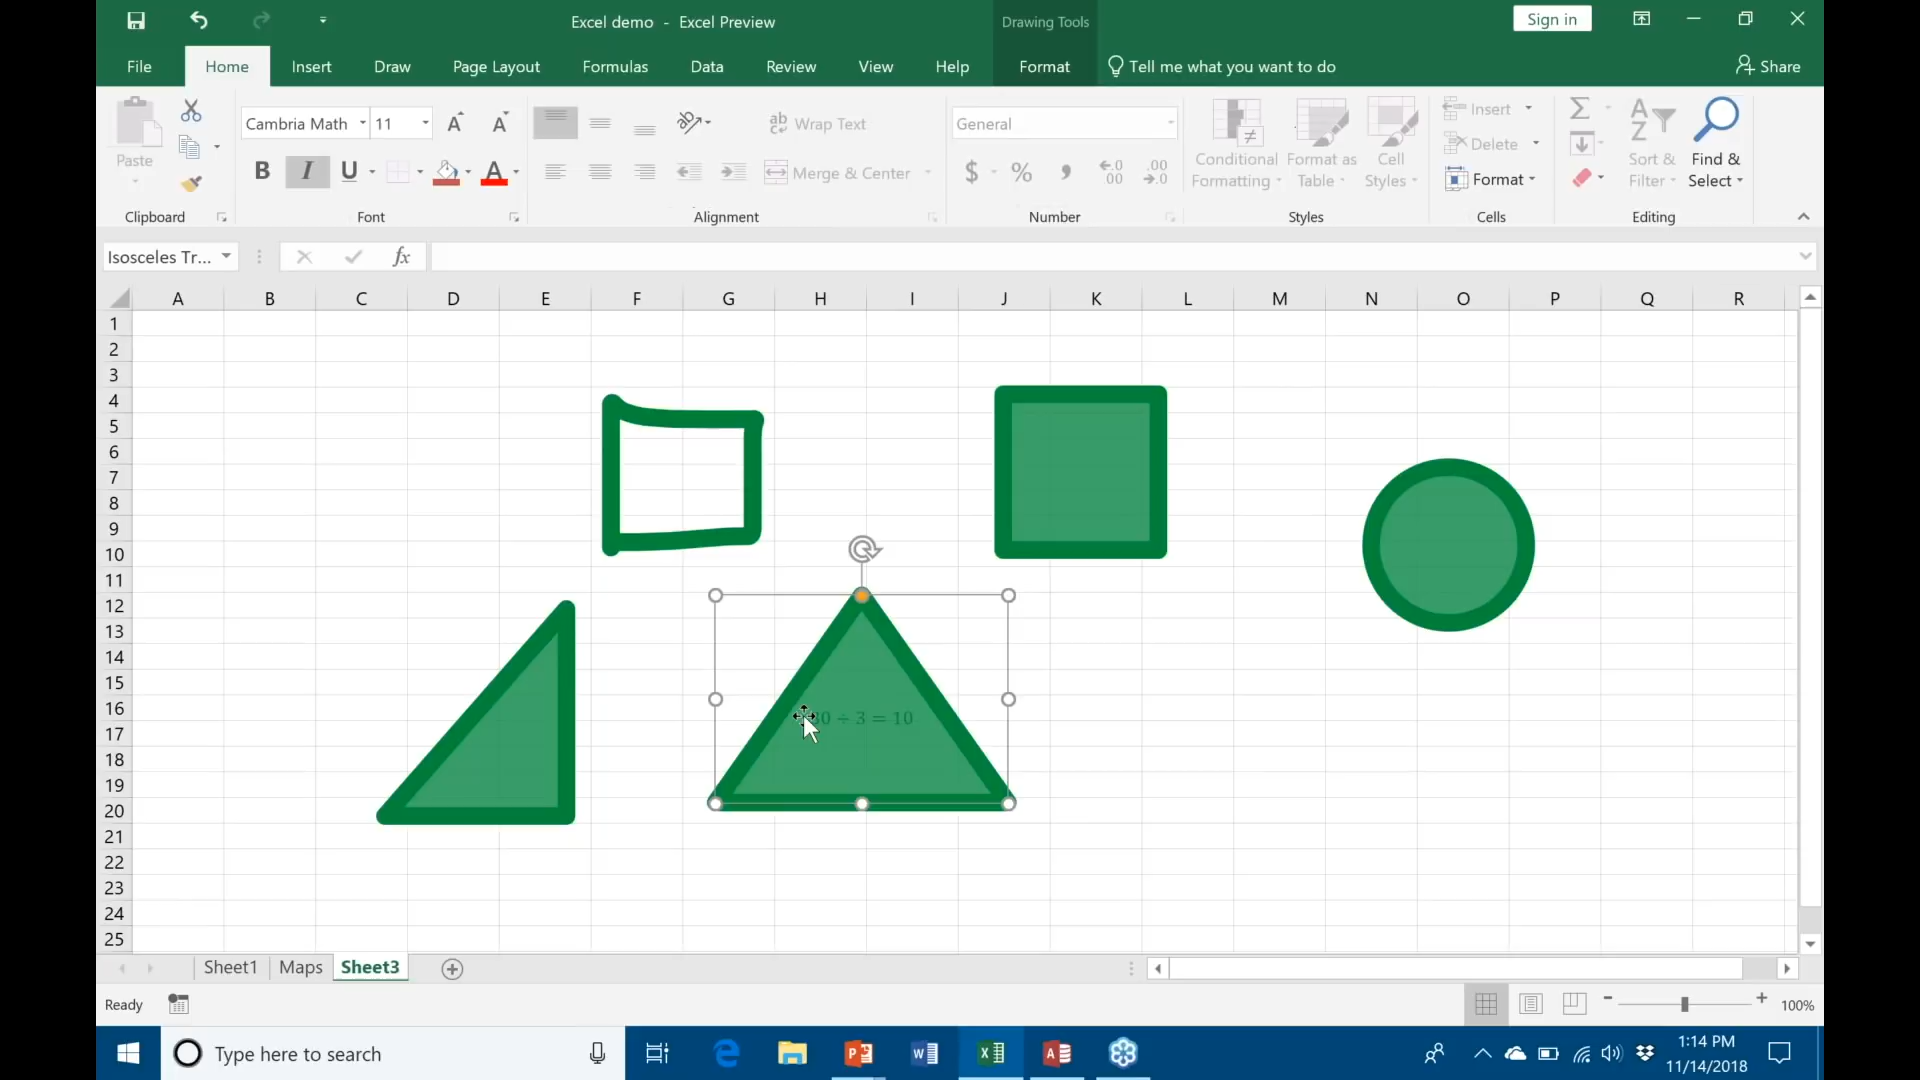 Excel demo - Excel Preview
Drawing Tools
Sign in
File Home Insert Draw Page Layout Formulas Data Review View Help Format Tell me what you want to do Share
Paste
Cambria Math 11 A A
ab Wrap Text
General
Conditional Formatting
Format as Table
Cell Styles
Insert
Delete
Format
Σ
AZ
Sort & Filter
Find & Select
B I U A
Merge & Center
$ % , ←.0 .00 .00 →.0
Clipboard Font Alignment Number Styles Cells Editing
Isosceles Tr... fx
A B C D E F G H I J K L M N O P Q R
1
2
3
4
5
6
7
8
9
10
11
12
13
14
15
16
÷ 3 = 10
17
18
19
20
21
22
23
24
25
Sheet1 Maps Sheet3
Ready
100%
Type here to search
1:14 PM
11/14/2018